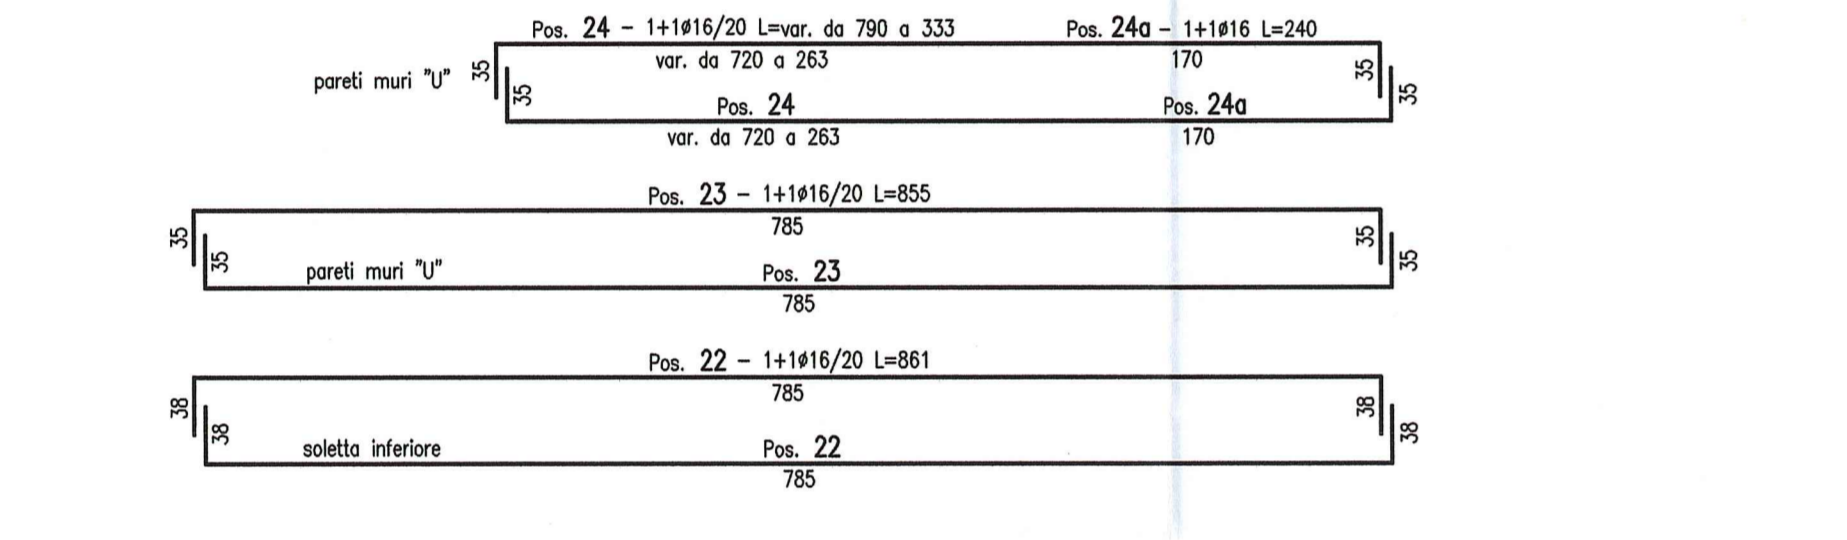 Pos. 24 - 1+1ø16/20 L=var. da 790 a 333
Pos. 24a - 1+1ø16 L=240
var. da 720 a 263
170
pareti muri "U"
35
35
35
35
Pos. 24
Pos. 24a
var. da 720 a 263
170
Pos. 23 - 1+1ø16/20 L=855
785
35
35
35
35
pareti muri "U"
Pos. 23
785
Pos. 22 - 1+1ø16/20 L=861
785
38
38
38
38
soletta inferiore
Pos. 22
785